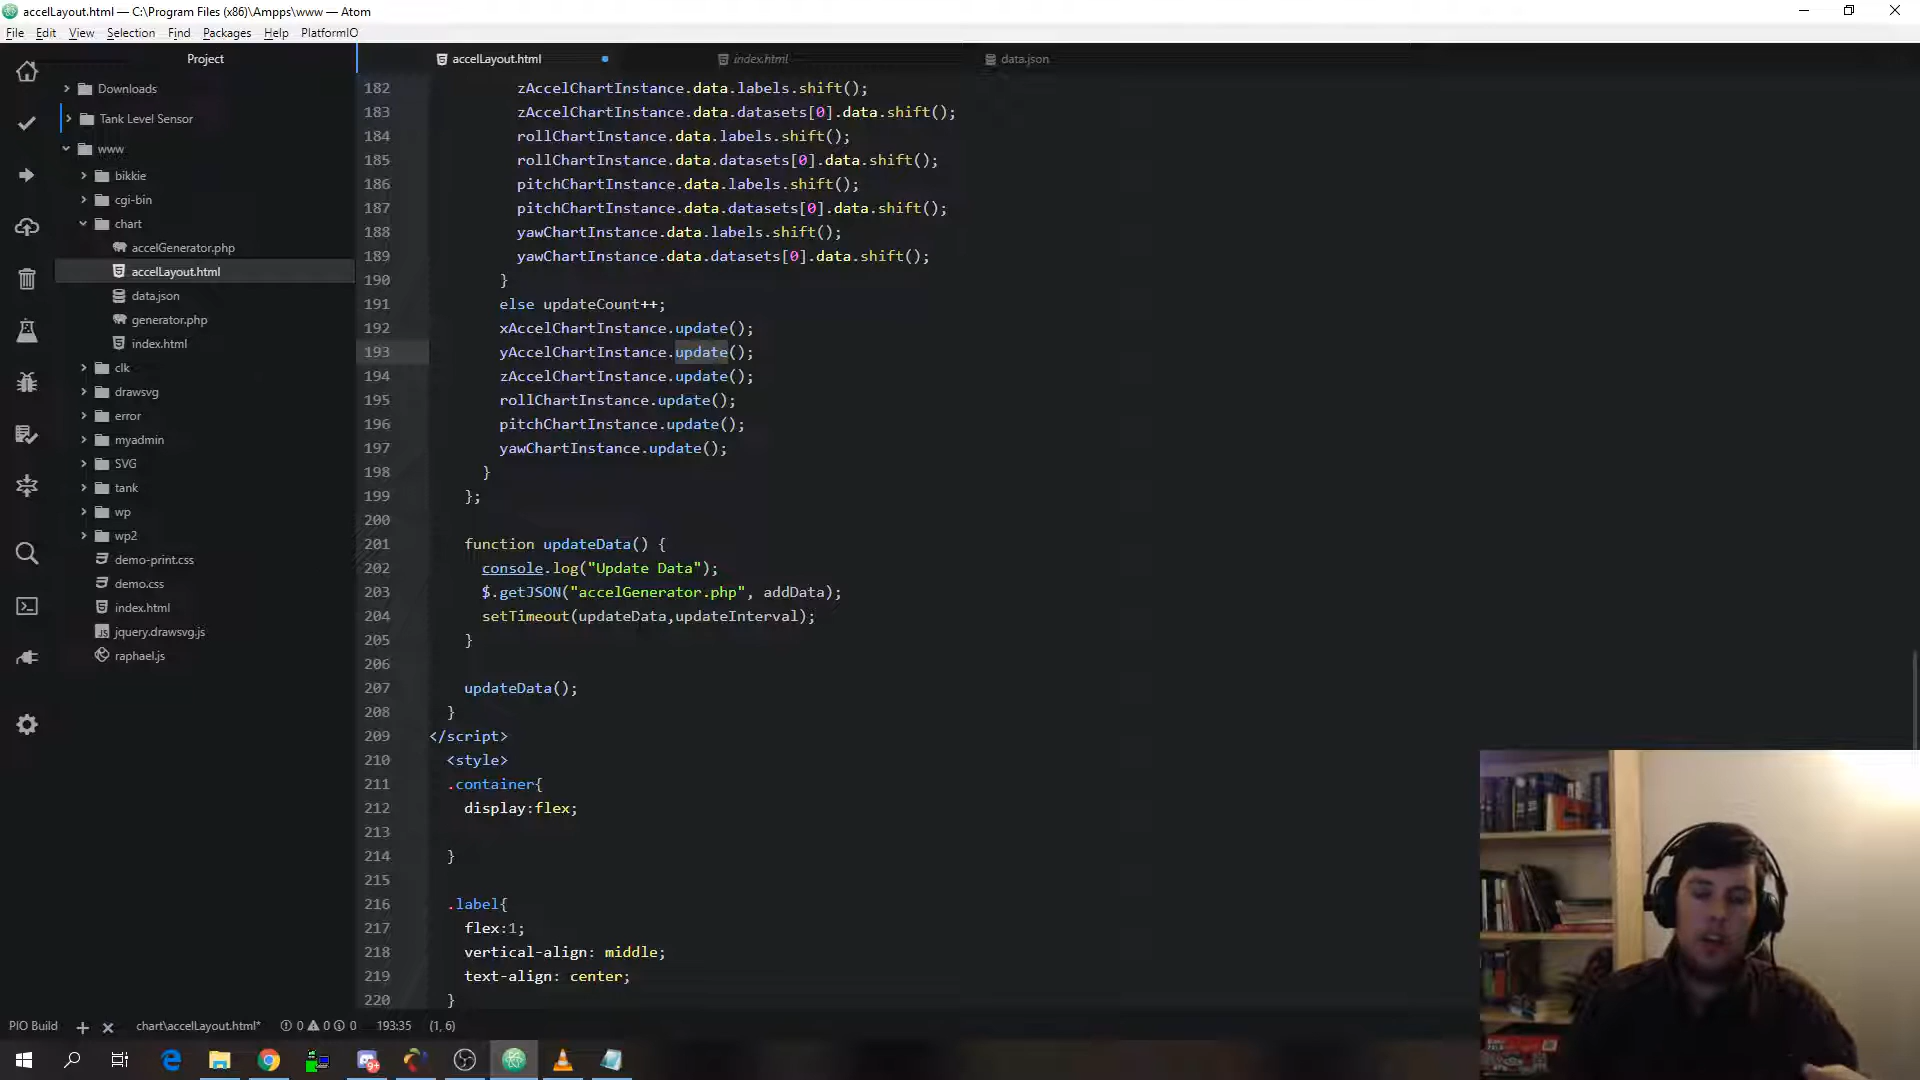 accelLayout.html — C:\Program Files (x86)\Ampps\www — Atom
File Edit View Selection Find Packages Help PlatformIO
Project
Downloads
Tank Level Sensor
www
bikkie
cgi-bin
chart
accelGenerator.php
accelLayout.html
data.json
generator.php
index.html
clk
drawsvg
error
myadmin
SVG
tank
wp
wp2
demo-print.css
demo.css
index.html
jquery.drawsvg.js
raphael.js
accelLayout.html index.html data.json
182 zAccelChartInstance.data.labels.shift();
183 zAccelChartInstance.data.datasets[0].data.shift();
184 rollChartInstance.data.labels.shift();
185 rollChartInstance.data.datasets[0].data.shift();
186 pitchChartInstance.data.labels.shift();
187 pitchChartInstance.data.datasets[0].data.shift();
188 yawChartInstance.data.labels.shift();
189 yawChartInstance.data.datasets[0].data.shift();
190 }
191 else updateCount++;
192 xAccelChartInstance.update();
193 yAccelChartInstance.update();
194 zAccelChartInstance.update();
195 rollChartInstance.update();
196 pitchChartInstance.update();
197 yawChartInstance.update();
198 }
199 };
200
201 function updateData() {
202 console.log("Update Data");
203 $.getJSON("accelGenerator.php", addData);
204 setTimeout(updateData,updateInterval);
205 }
206
207 updateData();
208 }
209 </script>
210 <style>
211 .container{
212 display:flex;
213
214 }
215
216 .label{
217 flex:1;
218 vertical-align: middle;
219 text-align: center;
220 }
PIO Build + × chart\accelLayout.html* 0 0 0 193:35 (1, 6)